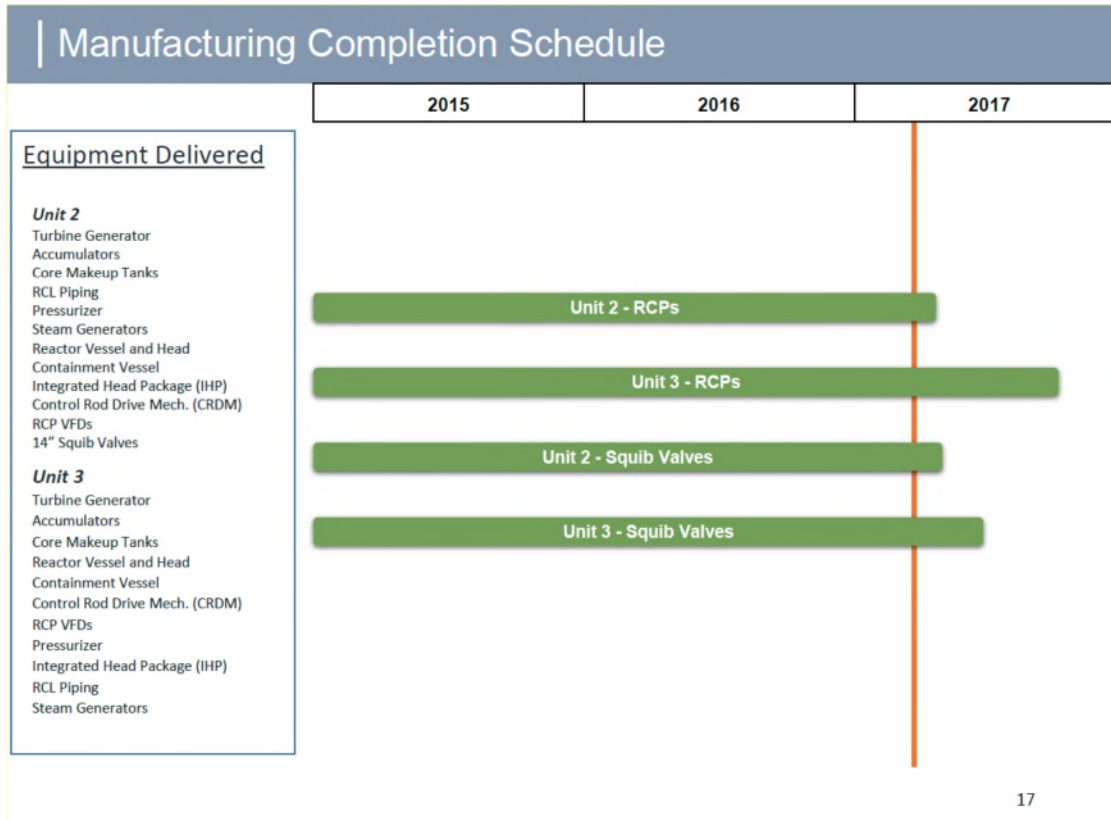 Manufacturing Completion Schedule
2015 2016 2017
Equipment Delivered
Unit 2
Turbine Generator
Accumulators
Core Makeup Tanks
RCL Piping
Pressurizer
Steam Generators
Reactor Vessel and Head
Containment Vessel
Integrated Head Package (IHP)
Control Rod Drive Mech. (CRDM)
RCP VFDs
14” Squib Valves
Unit 3
Turbine Generator
Accumulators
Core Makeup Tanks
Reactor Vessel and Head
Containment Vessel
Control Rod Drive Mech. (CRDM)
RCP VFDs
Pressurizer
Integrated Head Package (IHP)
RCL Piping
Steam Generators
Unit 2 - RCPs
Unit 3 - RCPs
Unit 2 - Squib Valves
Unit 3 - Squib Valves
17